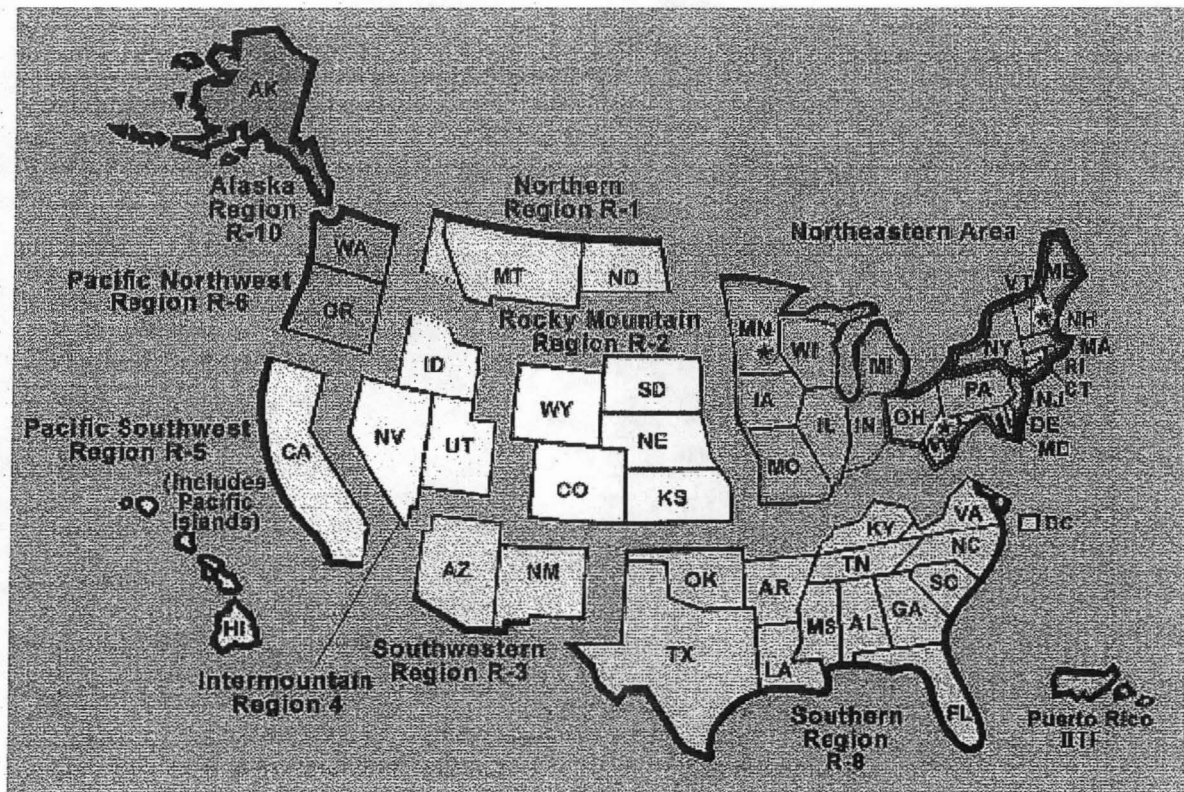 AK
Alaska
Region
R-10
Northern
Region R-1
Northeastern Area
WA
MT
ND
ME
VT
NH
Pacific Northwest
Region R-6
OR
Rocky Mountain
Region R-2
MN
WI
MI
NY
MA
RI
CT
ID
SD
PA
NJ
WY
IA
OH
DE
Pacific Southwest
Region R-5
CA
NV
UT
NE
IL
IN
WV
MD
MO
(Includes
Pacific
Islands)
CO
KS
VA
DC
KY
NC
AZ
NM
OK
AR
TN
SC
HI
MS
AL
GA
Southwestern
Region R-3
TX
LA
Intermountain
Region 4
Southern
Region
R-8
FL
Puerto Rico